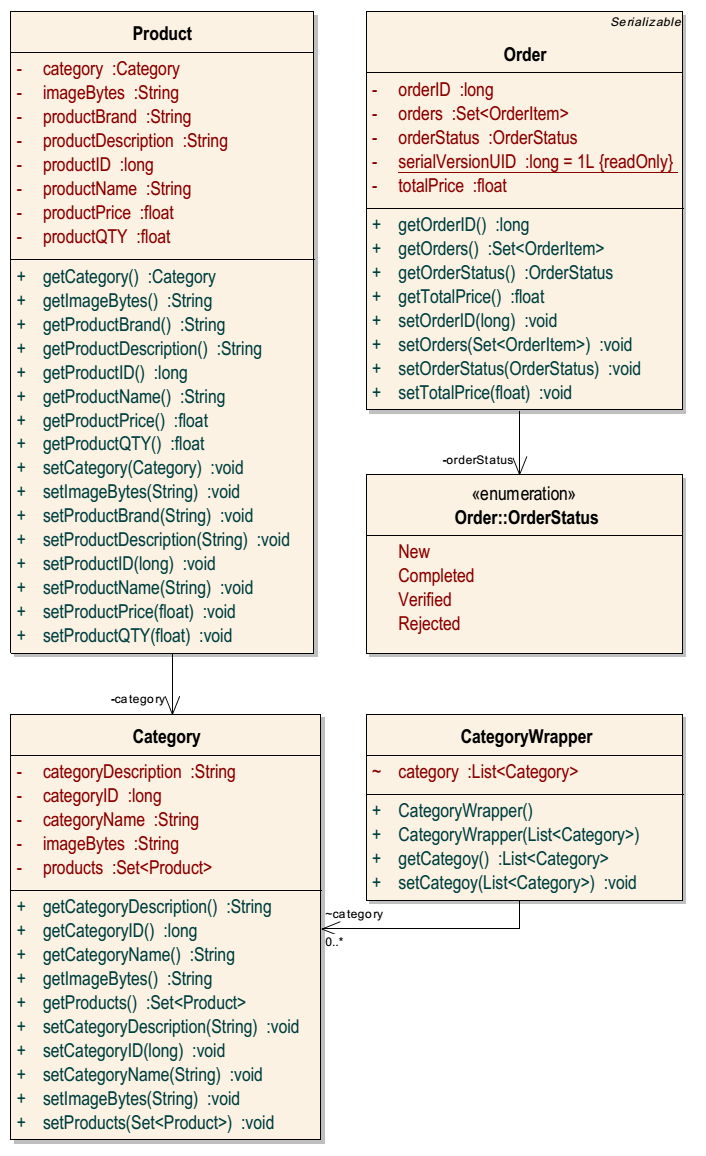 Product
- category :Category
- imageBytes :String
- productBrand :String
- productDescription :String
- productID :long
- productName :String
- productPrice :float
- productQTY :float
+ getCategory() :Category
+ getImageBytes() :String
+ getProductBrand() :String
+ getProductDescription() :String
+ getProductID() :long
+ getProductName() :String
+ getProductPrice() :float
+ getProductQTY() :float
+ setCategory(Category) :void
+ setImageBytes(String) :void
+ setProductBrand(String) :void
+ setProductDescription(String) :void
+ setProductID(long) :void
+ setProductName(String) :void
+ setProductPrice(float) :void
+ setProductQTY(float) :void
Serializable
Order
- orderID :long
- orders :Set<OrderItem>
- orderStatus :OrderStatus
- serialVersionUID :long = 1L {readOnly}
- totalPrice :float
+ getOrderID() :long
+ getOrders() :Set<OrderItem>
+ getOrderStatus() :OrderStatus
+ getTotalPrice() :float
+ setOrderID(long) :void
+ setOrders(Set<OrderItem>) :void
+ setOrderStatus(OrderStatus) :void
+ setTotalPrice(float) :void
-orderStatus
«enumeration»
Order::OrderStatus
New
Completed
Verified
Rejected
-category
Category
- categoryDescription :String
- categoryID :long
- categoryName :String
- imageBytes :String
- products :Set<Product>
+ getCategoryDescription() :String
+ getCategoryID() :long
+ getCategoryName() :String
+ getImageBytes() :String
+ getProducts() :Set<Product>
+ setCategoryDescription(String) :void
+ setCategoryID(long) :void
+ setCategoryName(String) :void
+ setImageBytes(String) :void
+ setProducts(Set<Product>) :void
CategoryWrapper
~ category :List<Category>
+ CategoryWrapper()
+ CategoryWrapper(List<Category>)
+ getCategoy() :List<Category>
+ setCategoy(List<Category>) :void
~category
0..*